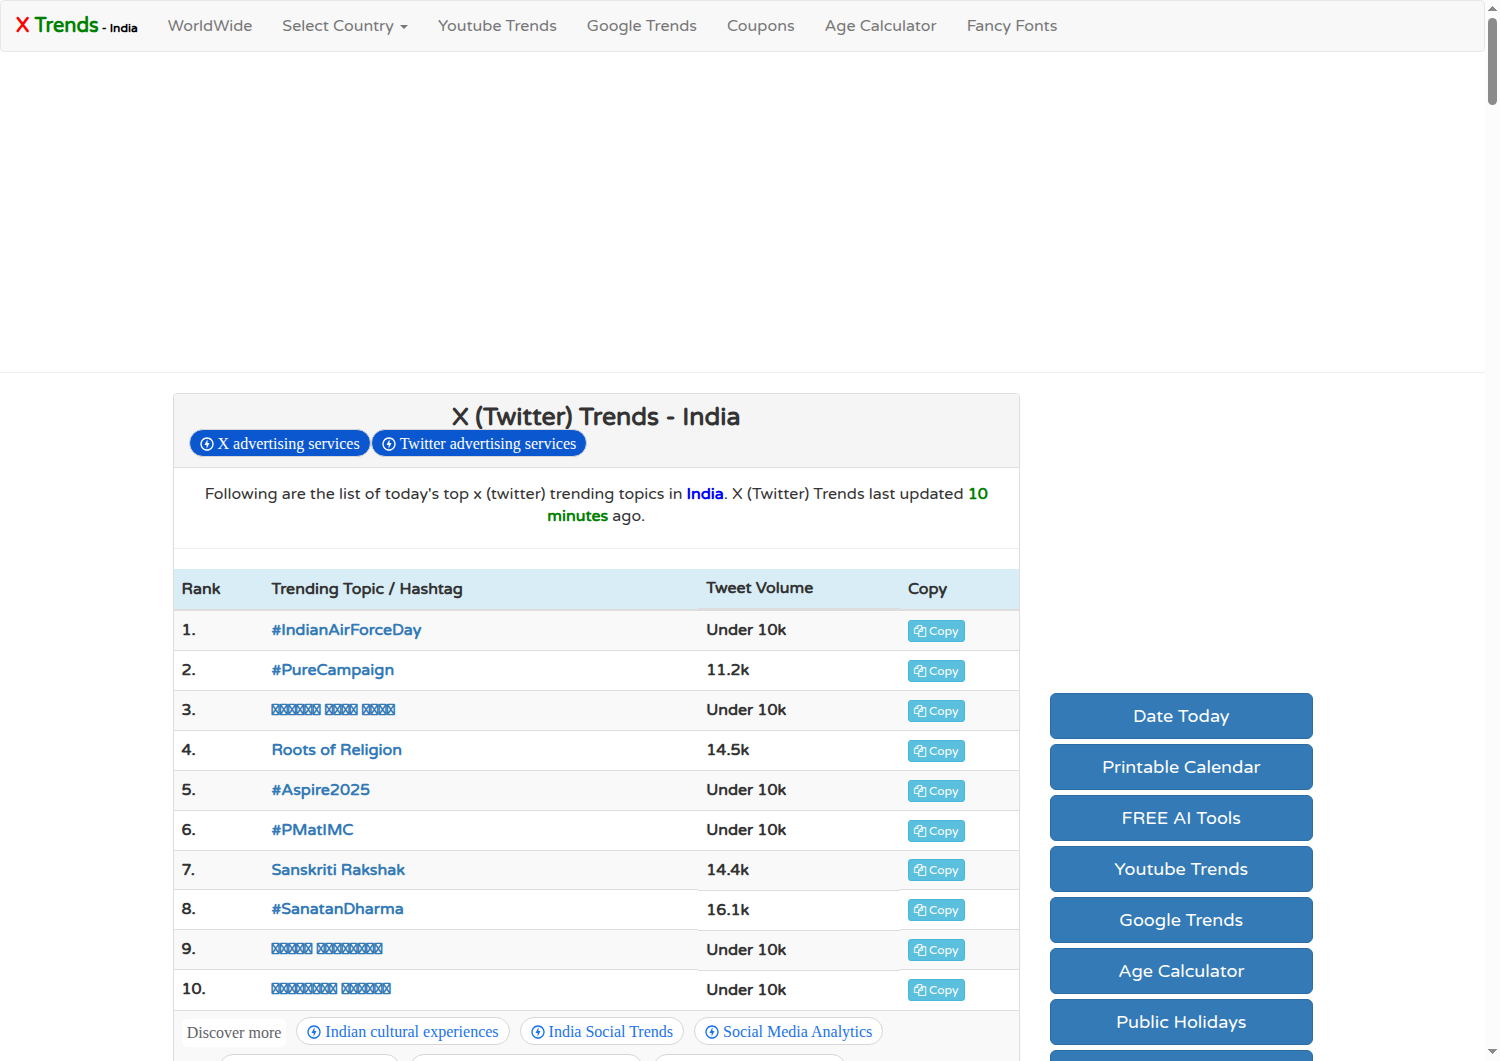 X Trends - India WorldWide Select Country Youtube Trends Google Trends Coupons Age Calculator Fancy Fonts
X (Twitter) Trends - India
X advertising services Twitter advertising services
Following are the list of today's top x (twitter) trending topics in India. X (Twitter) Trends last updated 10
minutes ago.
Rank Trending Topic / Hashtag Tweet Volume Copy
1. #IndianAirForceDay Under 10k Copy
2. #PureCampaign 11.2k Copy
3. Under 10k Copy
4. Roots of Religion 14.5k Copy
5. #Aspire2025 Under 10k Copy
6. #PMatIMC Under 10k Copy
7. Sanskriti Rakshak 14.4k Copy
8. #SanatanDharma 16.1k Copy
9. Under 10k Copy
10. Under 10k Copy
Discover more Indian cultural experiences India Social Trends Social Media Analytics
Date Today
Printable Calendar
FREE AI Tools
Youtube Trends
Google Trends
Age Calculator
Public Holidays